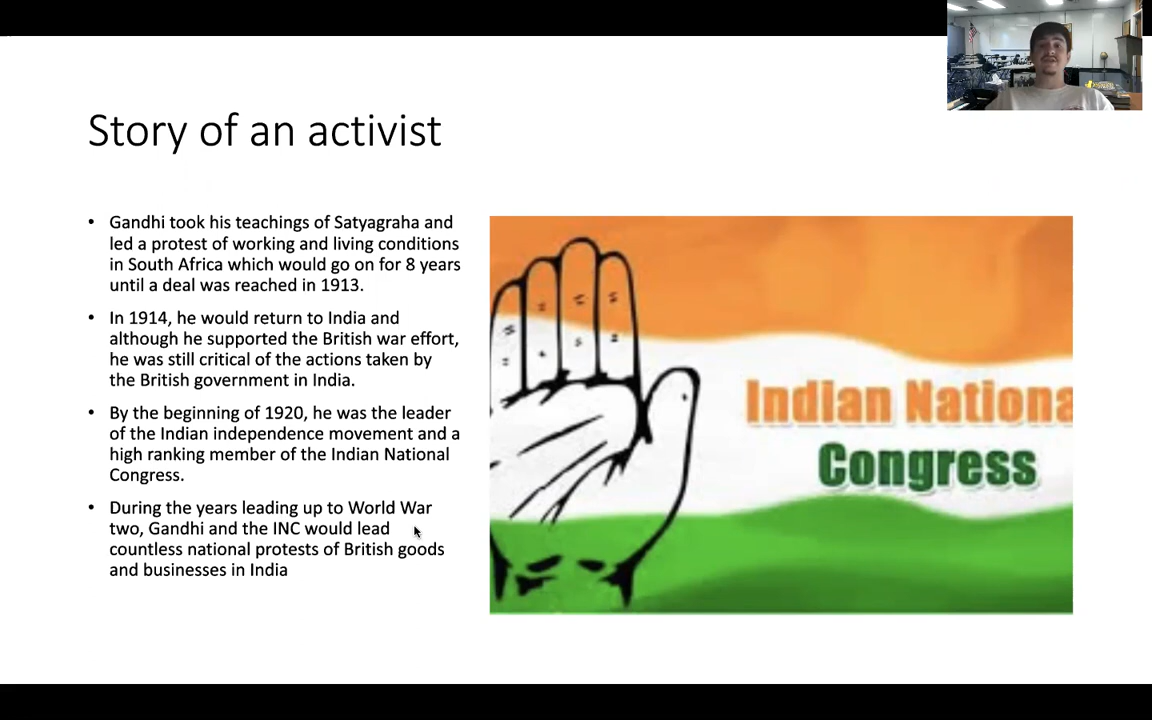 Story of an activist
• Gandhi took his teachings of Satyagraha and
led a protest of working and living conditions
in South Africa which would go on for 8 years
until a deal was reached in 1913.
• In 1914, he would return to India and
although he supported the British war effort,
he was still critical of the actions taken by
the British government in India.
• By the beginning of 1920, he was the leader
of the Indian independence movement and a
high ranking member of the Indian National
Congress.
• During the years leading up to World War
two, Gandhi and the INC would lead
countless national protests of British goods
and businesses in India
Indian Nationa
Congress